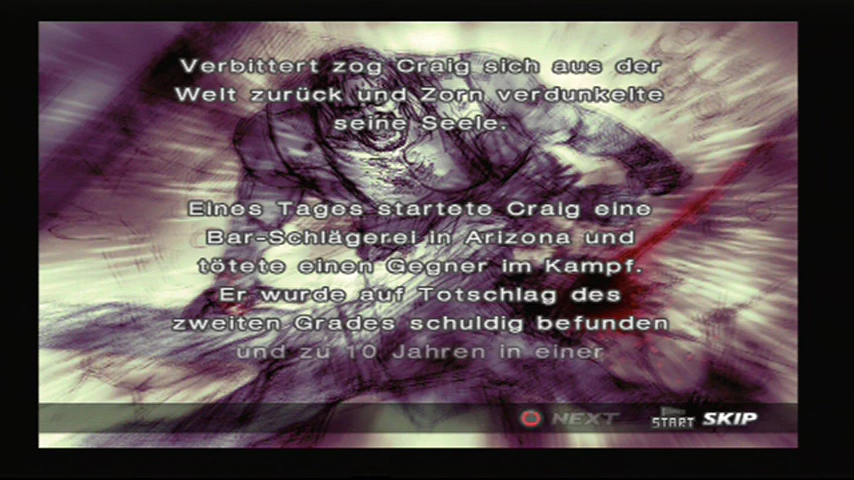 Verbittert zog Craig sich aus der
Welt zurück und Zorn verdunkelte
seine Seele.
Eines Tages startete Craig eine
Bar-Schlägerei in Arizona und
tötete einen Gegner im Kampf.
Er wurde auf Totschlag des
zweiten Grades schuldig befunden
und zu 10 Jahren in einer
NEXT START SKIP